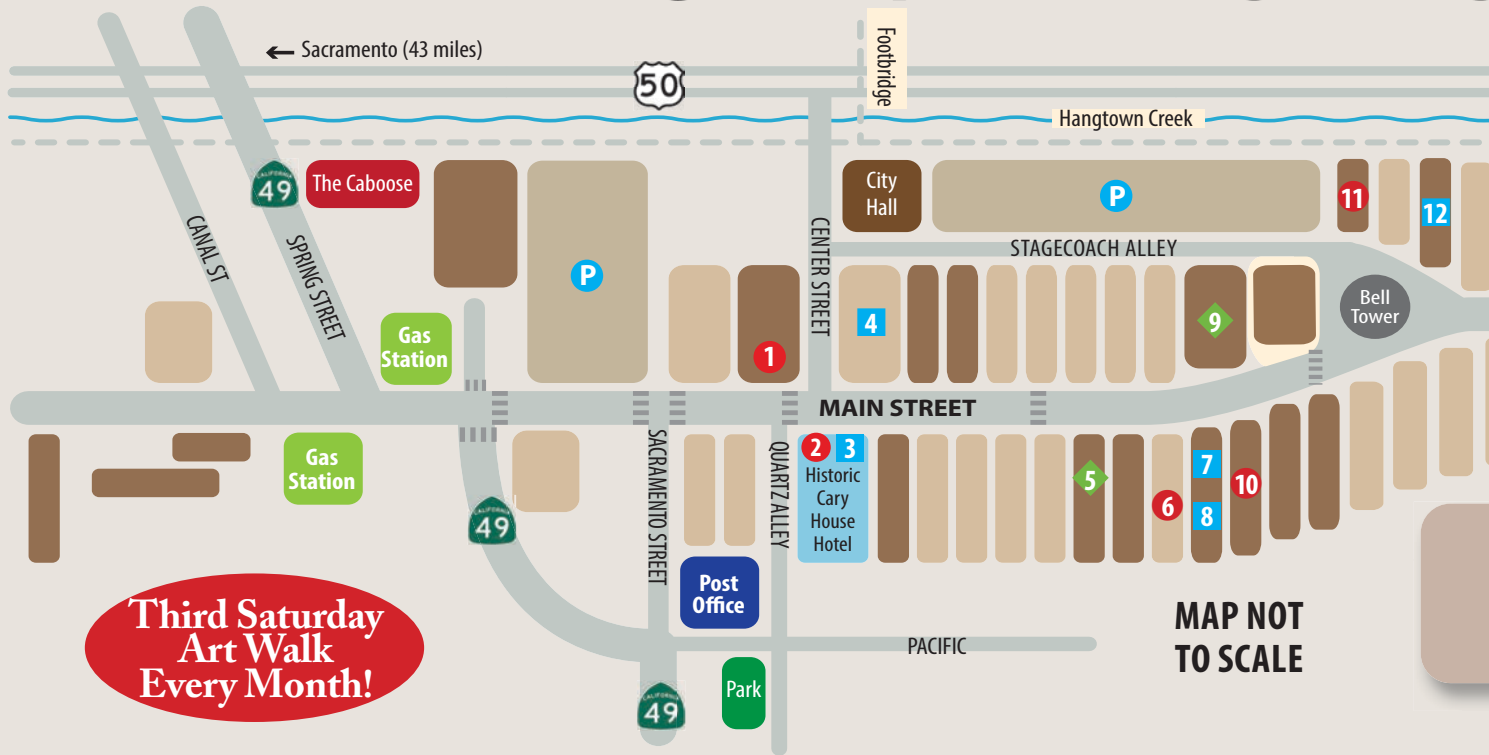 ← Sacramento (43 miles)
50
Footbridge
Hangtown Creek
CALIFORNIA
49
The Caboose
City
Hall
P
11
12
CANAL ST
SPRING STREET
CENTER STREET
STAGECOACH ALLEY
P
Gas
Station
1
4
9
Bell
Tower
MAIN STREET
Gas
Station
CALIFORNIA
49
SACRAMENTO STREET
QUARTZ ALLEY
2
3
Historic
Cary
House
Hotel
5
6
7
8
10
Post
Office
Third Saturday
Art Walk
Every Month!
PACIFIC
MAP NOT
TO SCALE
Park
CALIFORNIA
49